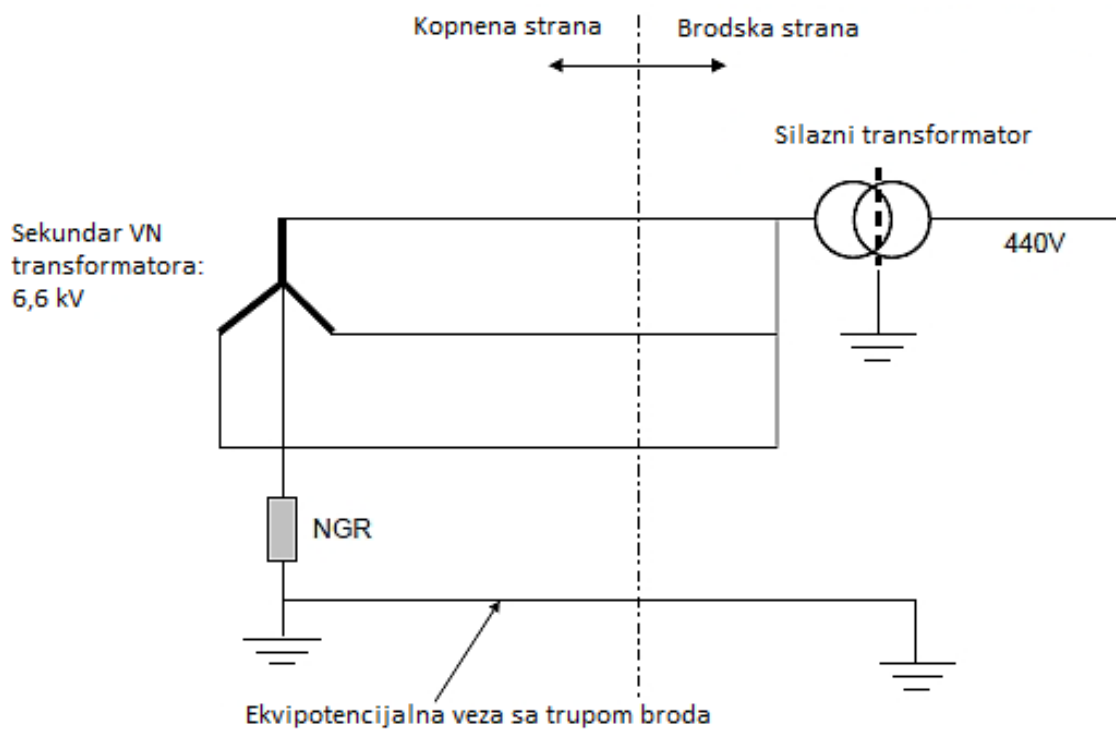 Kopnena strana
Brodska strana
Silazni transformator
Sekundar VN
transformatora:
6,6 kV
440V
NGR
Ekvipotencijalna veza sa trupom broda